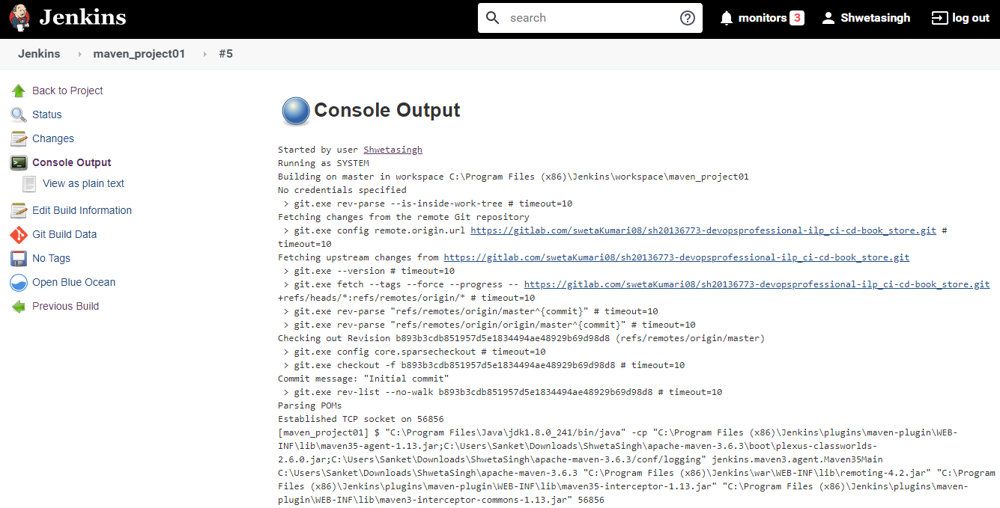 Jenkins
search
monitors 3
Shwetasingh
log out
Jenkins
maven_project01
#5
Back to Project
Status
Changes
Console Output
View as plain text
Edit Build Information
Git Build Data
No Tags
Open Blue Ocean
Previous Build
Console Output
Started by user Shwetasingh
Running as SYSTEM
Building on master in workspace C:\Program Files (x86)\Jenkins\workspace\maven_project01
No credentials specified
> git.exe rev-parse --is-inside-work-tree # timeout=10
Fetching changes from the remote Git repository
> git.exe config remote.origin.url https://gitlab.com/swetaKumari08/sh20136773-devopsprofessional-ilp_ci-cd-book_store.git #
timeout=10
Fetching upstream changes from https://gitlab.com/swetaKumari08/sh20136773-devopsprofessional-ilp_ci-cd-book_store.git
> git.exe --version # timeout=10
> git.exe fetch --tags --force --progress -- https://gitlab.com/swetaKumari08/sh20136773-devopsprofessional-ilp_ci-cd-book_store.git
+refs/heads/*:refs/remotes/origin/* # timeout=10
> git.exe rev-parse "refs/remotes/origin/master^{commit}" # timeout=10
> git.exe rev-parse "refs/remotes/origin/origin/master^{commit}" # timeout=10
Checking out Revision b893b3cdb851957d5e1834494ae48929b69d98d8 (refs/remotes/origin/master)
> git.exe config core.sparsecheckout # timeout=10
> git.exe checkout -f b893b3cdb851957d5e1834494ae48929b69d98d8 # timeout=10
Commit message: "Initial commit"
> git.exe rev-list --no-walk b893b3cdb851957d5e1834494ae48929b69d98d8 # timeout=10
Parsing POMs
Established TCP socket on 56856
[maven_project01] $ "C:\Program Files\Java\jdk1.8.0_241/bin/java" -cp "C:\Program Files (x86)\Jenkins\plugins\maven-plugin\WEB-
INF\lib\maven35-agent-1.13.jar;C:\Users\Sanket\Downloads\ShwetaSingh\apache-maven-3.6.3\boot\plexus-classworlds-
2.6.0.jar;C:\Users\Sanket\Downloads\ShwetaSingh\apache-maven-3.6.3/conf/logging" jenkins.maven3.agent.Maven35Main
C:\Users\Sanket\Downloads\ShwetaSingh\apache-maven-3.6.3 "C:\Program Files (x86)\Jenkins\war\WEB-INF\lib\remoting-4.2.jar" "C:\Program
Files (x86)\Jenkins\plugins\maven-plugin\WEB-INF\lib\maven35-interceptor-1.13.jar" "C:\Program Files (x86)\Jenkins\plugins\maven-
plugin\WEB-INF\lib\maven3-interceptor-commons-1.13.jar" 56856